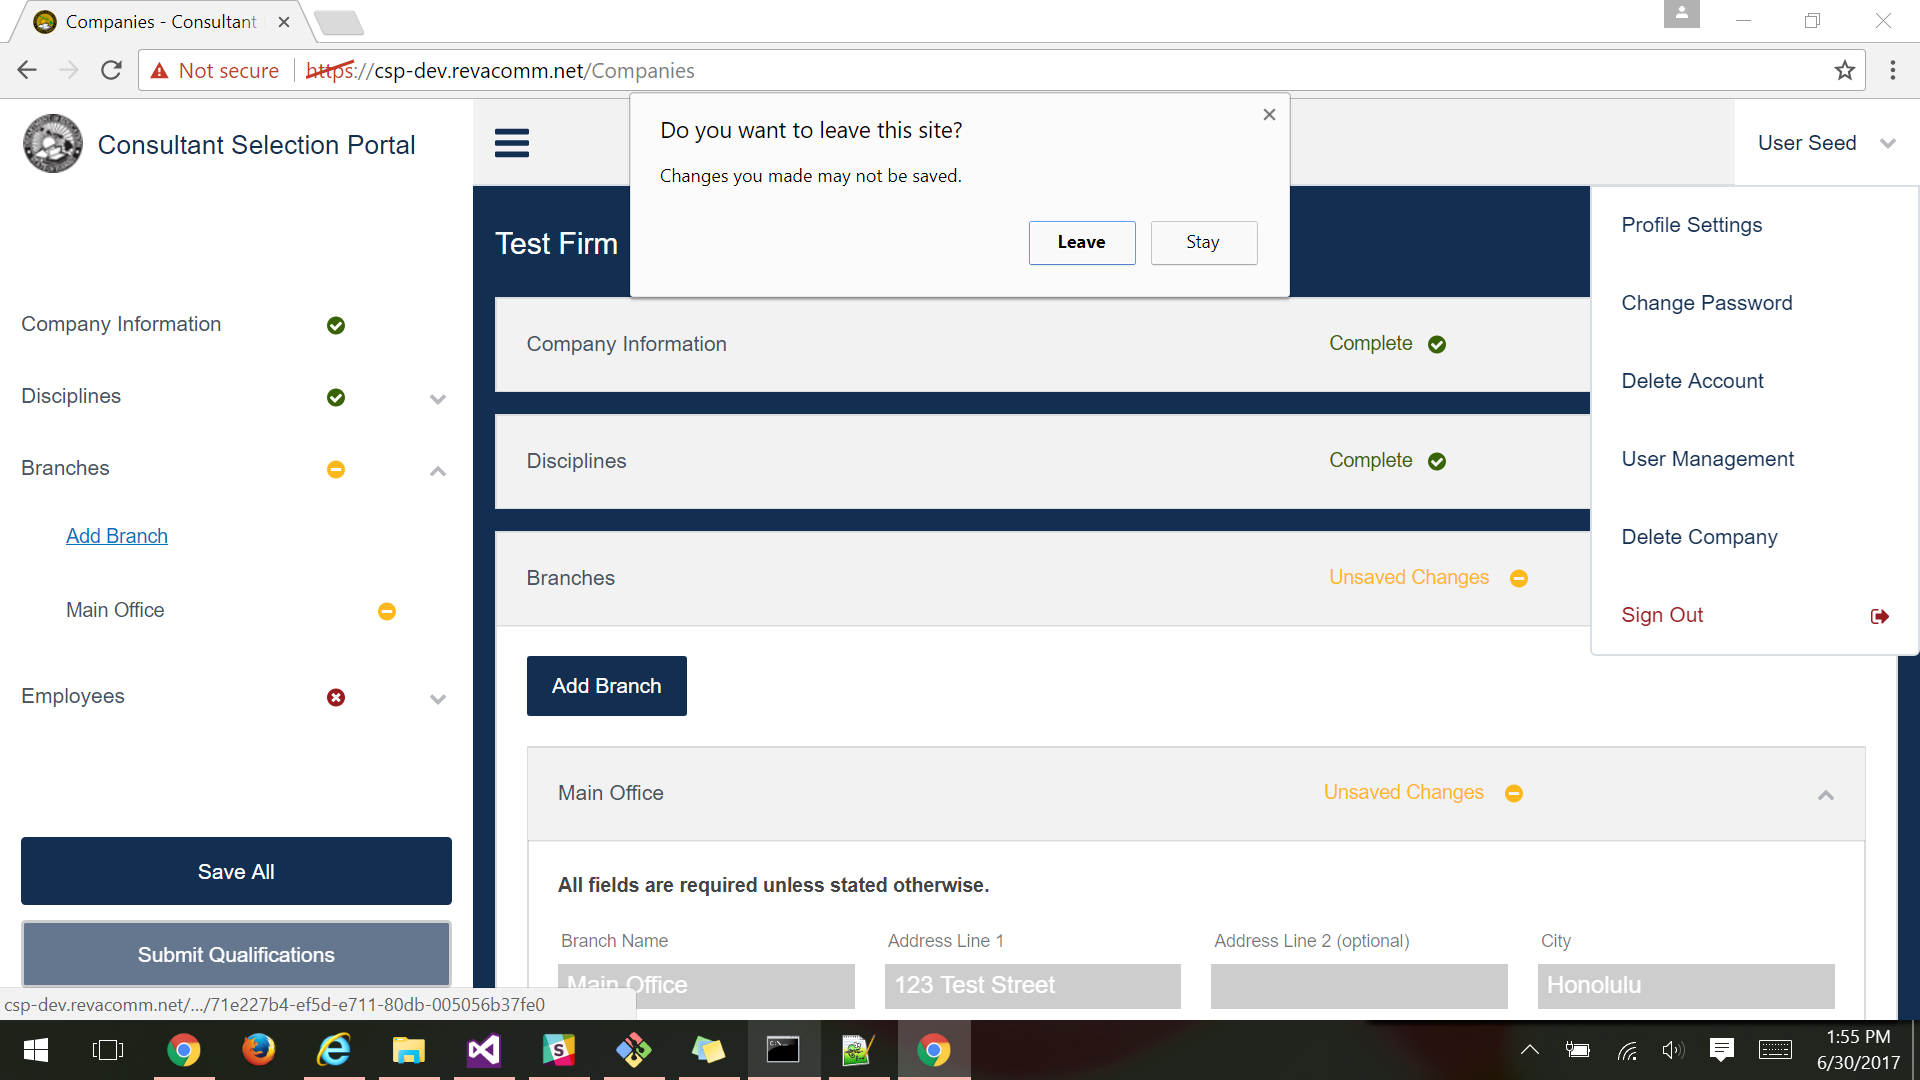 Companies - Consultant
Not secure
https://csp-dev.revacomm.net/Companies
Do you want to leave this site?
Changes you made may not be saved.
Leave
Stay
Consultant Selection Portal
User Seed
Profile Settings
Change Password
Delete Account
User Management
Delete Company
Sign Out
Company Information
Disciplines
Branches
Add Branch
Main Office
Employees
Save All
Submit Qualifications
Test Firm
Company Information
Complete
Disciplines
Complete
Branches
Unsaved Changes
Add Branch
Main Office
Unsaved Changes
All fields are required unless stated otherwise.
Branch Name
Address Line 1
Address Line 2 (optional)
City
Main Office
123 Test Street
Honolulu
csp-dev.revacomm.net/.../71e227b4-ef5d-e711-80db-005056b37fe0
1:55 PM
6/30/2017